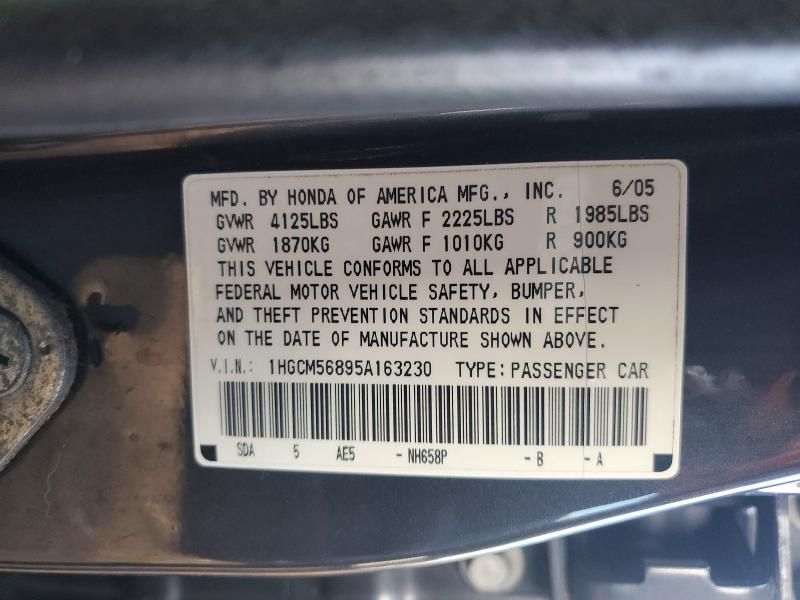 MFD. BY HONDA OF AMERICA MFG., INC. 6/05
GVWR 4125LBS GAWR F 2225LBS R 1985LBS
GVWR 1870KG GAWR F 1010KG R 900KG
THIS VEHICLE CONFORMS TO ALL APPLICABLE
FEDERAL MOTOR VEHICLE SAFETY, BUMPER,
AND THEFT PREVENTION STANDARDS IN EFFECT
ON THE DATE OF MANUFACTURE SHOWN ABOVE.
V.I.N.: 1HGCM56895A163230 TYPE: PASSENGER CAR
SDA 5 AE5 -NH658P -B -A